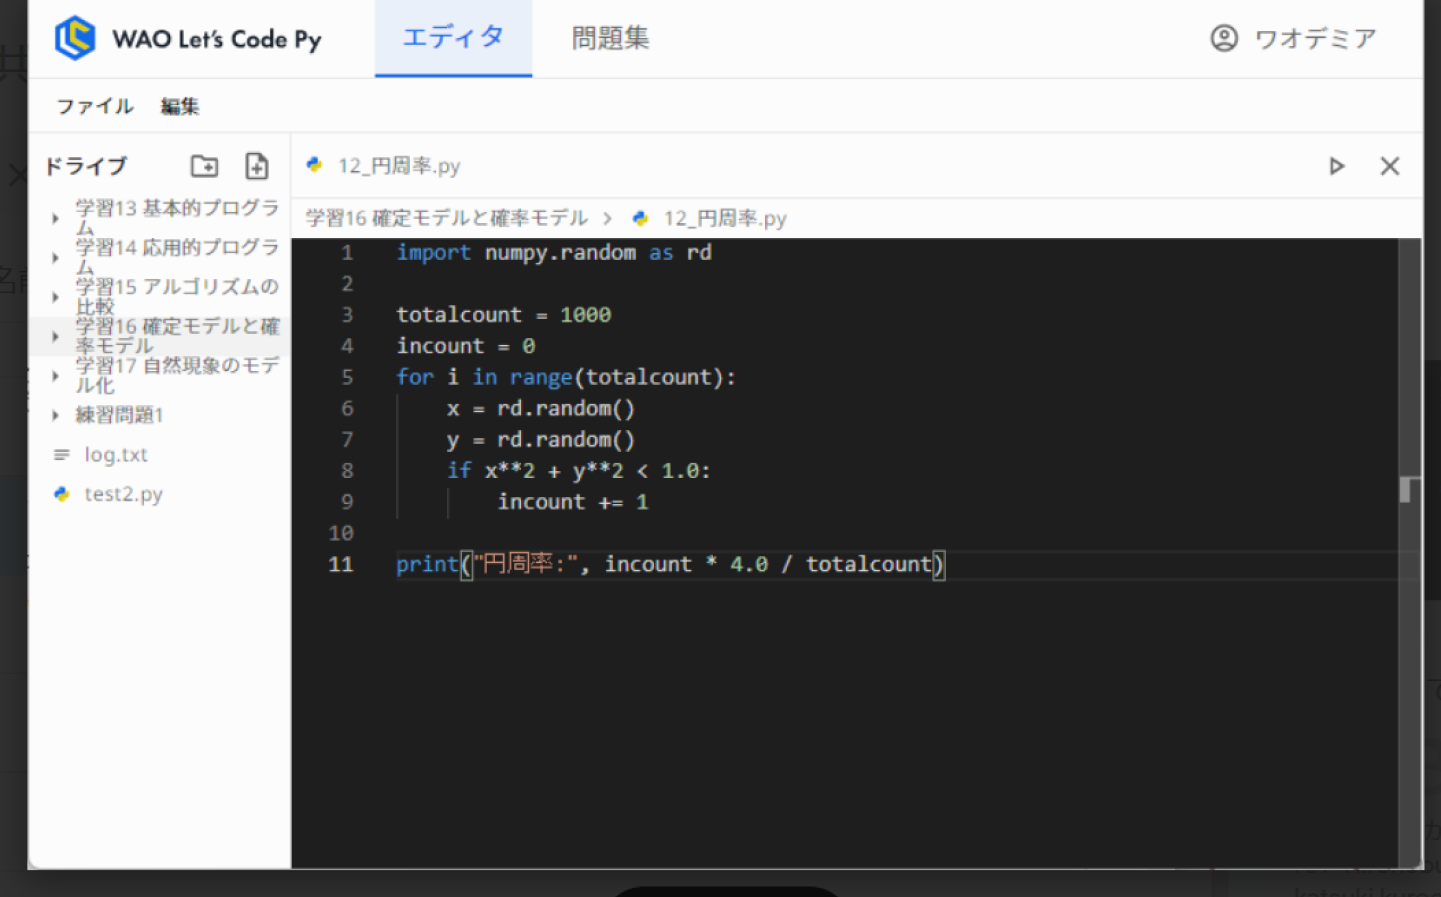 WAO Let's Code Py
エディタ
問題集
ワオデミア
ファイル 編集
ドライブ
12_円周率.py
学習13 基本的プログラム
学習14 応用的プログラム
学習15 アルゴリズムの比較
学習16 確定モデルと確率モデル
学習17 自然現象のモデル化
練習問題1
log.txt
test2.py
学習16 確定モデルと確率モデル > 12_円周率.py
1 import numpy.random as rd
2
3 totalcount = 1000
4 incount = 0
5 for i in range(totalcount):
6     x = rd.random()
7     y = rd.random()
8     if x**2 + y**2 < 1.0:
9         incount += 1
10
11 print("円周率:", incount * 4.0 / totalcount)